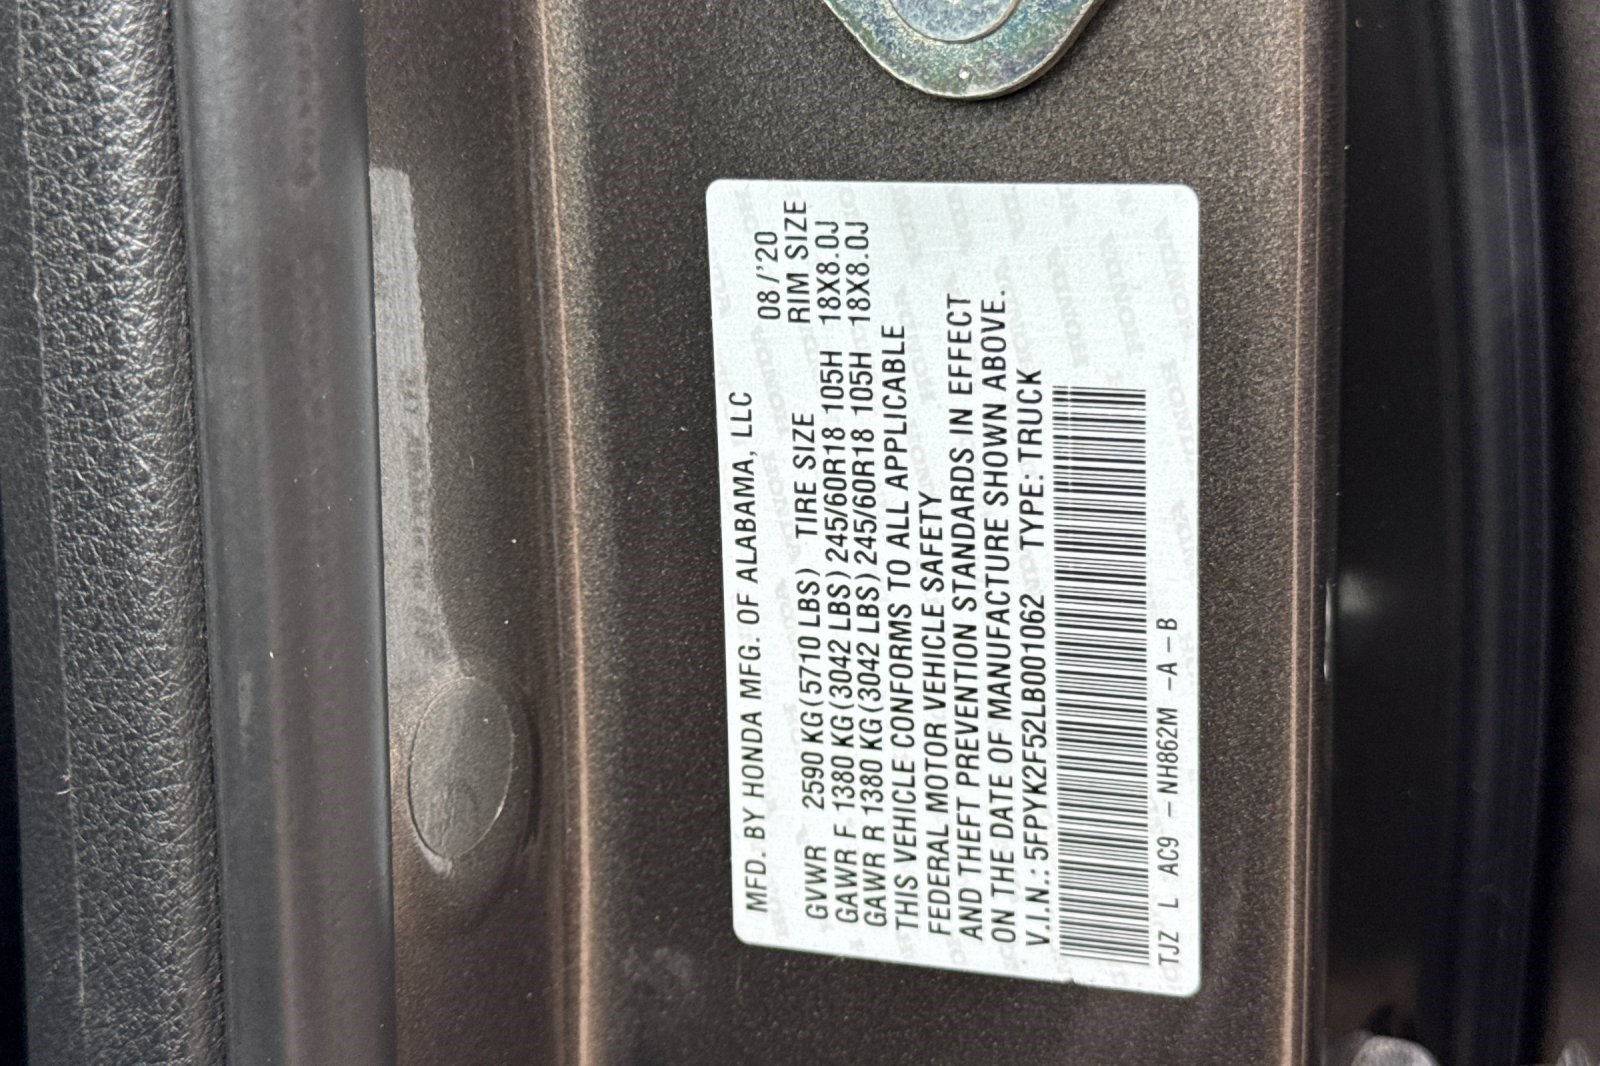 MFD. BY HONDA MFG. OF ALABAMA, LLC 08/'20
GVWR 2590 KG(5710 LBS) TIRE SIZE RIM SIZE
GAWR F 1380 KG(3042 LBS) 245/60R18 105H 18X8.0J
GAWR R 1380 KG(3042 LBS) 245/60R18 105H 18X8.0J
THIS VEHICLE CONFORMS TO ALL APPLICABLE
FEDERAL MOTOR VEHICLE SAFETY
AND THEFT PREVENTION STANDARDS IN EFFECT
ON THE DATE OF MANUFACTURE SHOWN ABOVE.
V.I.N.: 5FPYK2F52LB001062 TYPE: TRUCK
TJZ L AC9 - NH862M -A - B